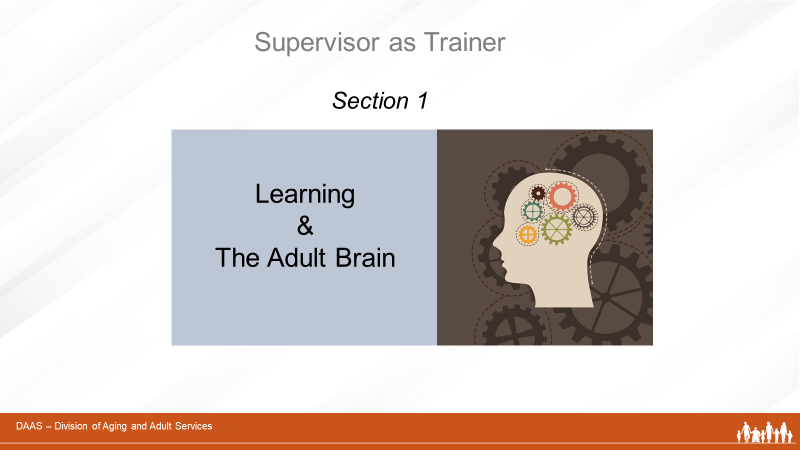 Supervisor as Trainer
Section 1
Learning
&
The Adult Brain
DAAS – Division of Aging and Adult Services